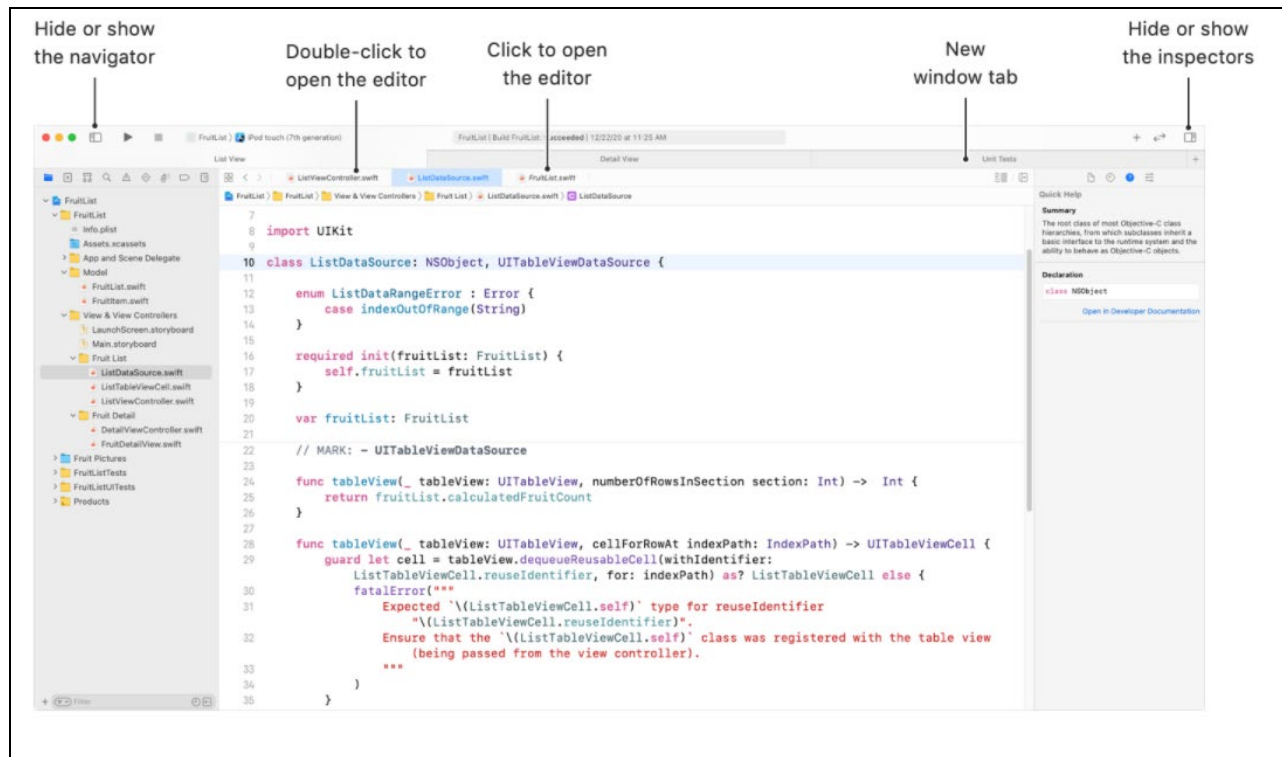 Hide or show
the navigator
Double-click to
open the editor
Click to open
the editor
New
window tab
Hide or show
the inspectors
FruitList 〉 iPod touch (7th generation)
FruitList | Build FruitList: Succeeded | 12/22/20 at 11:25 AM
List View
Detail View
Unit Tests
ListViewController.swift
ListDataSource.swift
FruitList.swift
FruitList 〉 FruitList 〉 View & View Controllers 〉 Fruit List 〉 ListDataSource.swift 〉 C ListDataSource
FruitList
FruitList
Info.plist
Assets.xcassets
App and Scene Delegate
Model
FruitList.swift
FruitItem.swift
View & View Controllers
LaunchScreen.storyboard
Main.storyboard
Fruit List
ListDataSource.swift
ListTableViewCell.swift
ListViewController.swift
Fruit Detail
DetailViewController.swift
FruitDetailView.swift
Fruit Pictures
FruitListTests
FruitListUITests
Products
Filter
7
8 import UIKit
9
10 class ListDataSource: NSObject, UITableViewDataSource {
11
12 enum ListDataRangeError : Error {
13 case indexOutOfRange(String)
14 }
15
16 required init(fruitList: FruitList) {
17 self.fruitList = fruitList
18 }
19
20 var fruitList: FruitList
21
22 // MARK: - UITableViewDataSource
23
24 func tableView(_ tableView: UITableView, numberOfRowsInSection section: Int) -> Int {
25 return fruitList.calculatedFruitCount
26 }
27
28 func tableView(_ tableView: UITableView, cellForRowAt indexPath: IndexPath) -> UITableViewCell {
29 guard let cell = tableView.dequeueReusableCell(withIdentifier:
ListTableViewCell.reuseIdentifier, for: indexPath) as? ListTableViewCell else {
30 fatalError("""
31 Expected `\(ListTableViewCell.self)` type for reuseIdentifier
"\(ListTableViewCell.reuseIdentifier)".
32 Ensure that the `\(ListTableViewCell.self)` class was registered with the table view
(being passed from the view controller).
33 """
34 )
35 }
Quick Help
Summary
The root class of most Objective-C class
hierarchies, from which subclasses inherit a
basic interface to the runtime system and the
ability to behave as Objective-C objects.
Declaration
class NSObject
Open in Developer Documentation